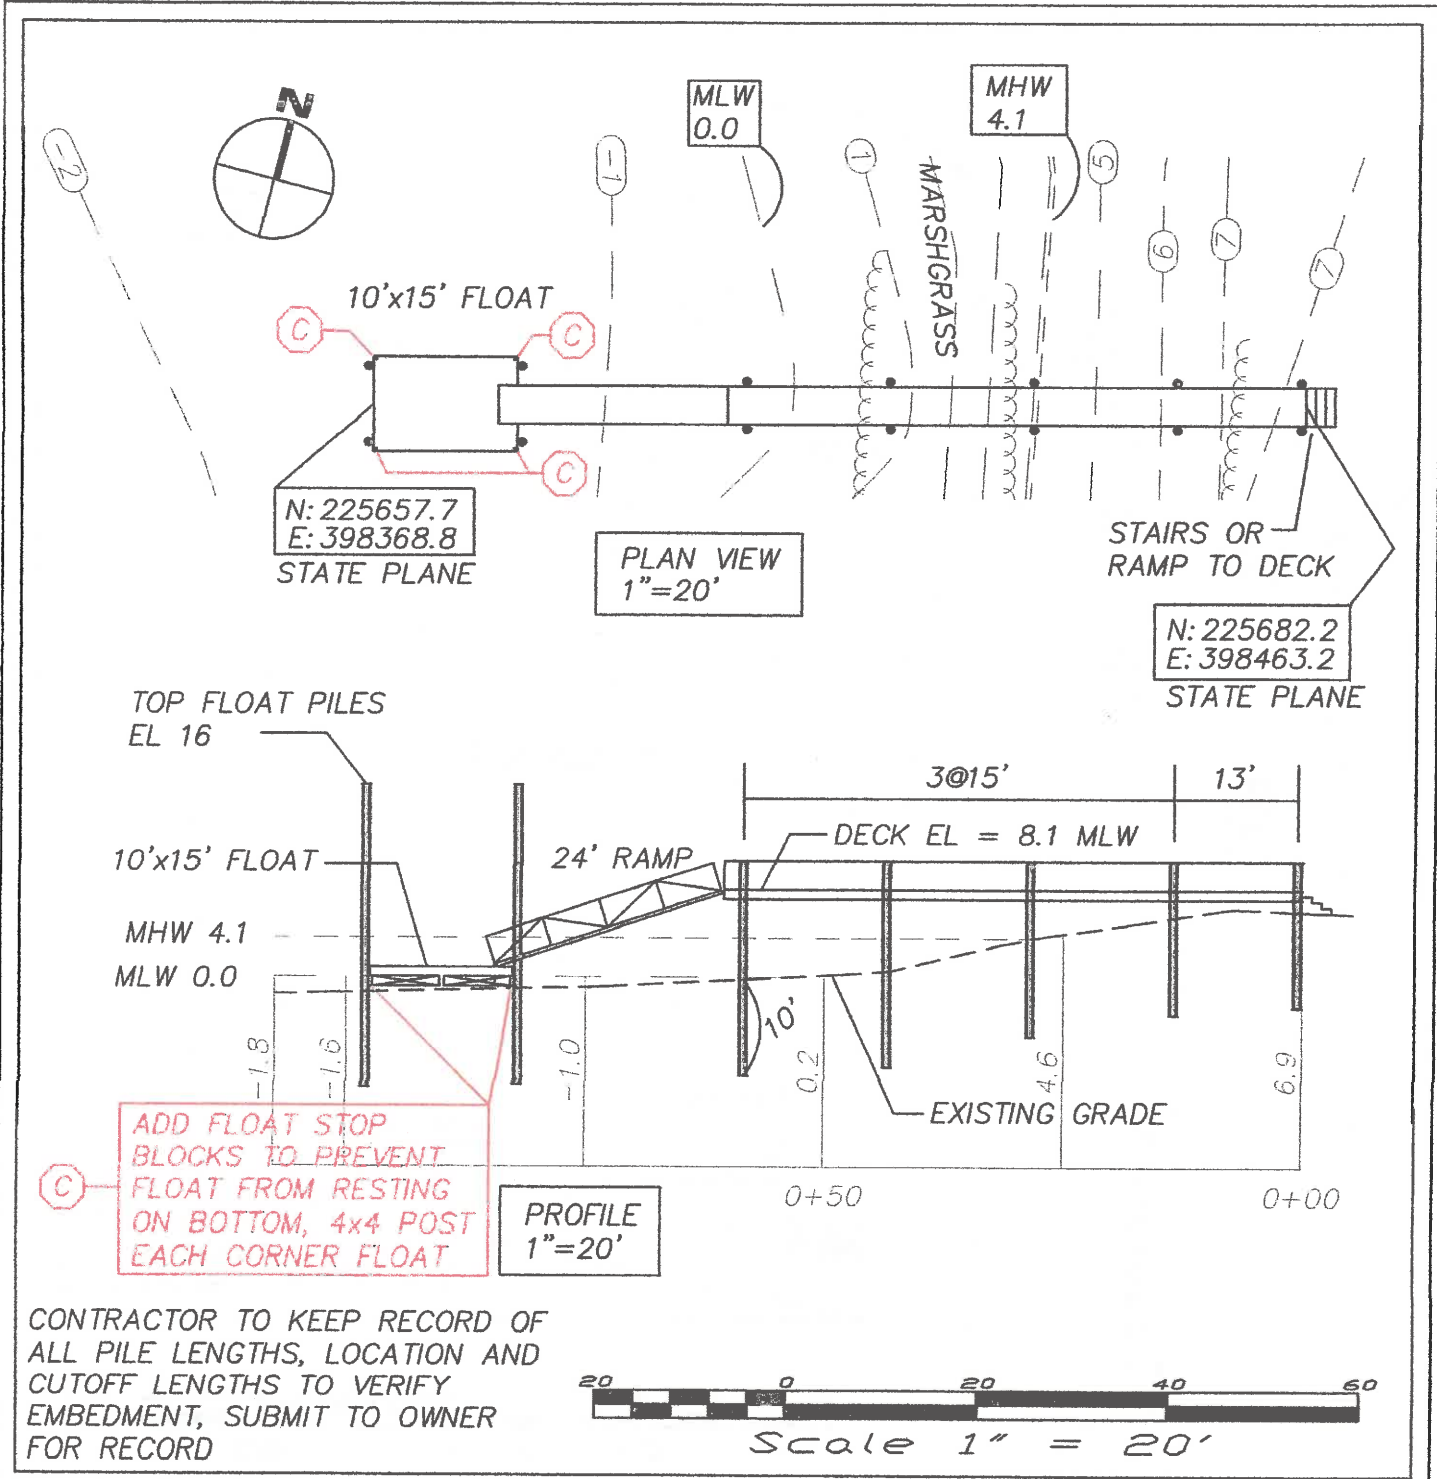 N
MLW
0.0
MHW
4.1
-2
-1
1
5
6
7
7
MARSHGRASS
10'x15' FLOAT
C
C
C
N: 225657.7
E: 398368.8
STATE PLANE
PLAN VIEW
1"=20'
STAIRS OR
RAMP TO DECK
N: 225682.2
E: 398463.2
STATE PLANE
TOP FLOAT PILES
EL 16
3@15'
13'
10'x15' FLOAT
24' RAMP
DECK EL = 8.1 MLW
MHW 4.1
MLW 0.0
10'
-1.8
-1.6
-1.0
0.2
4.6
6.9
EXISTING GRADE
C
ADD FLOAT STOP
BLOCKS TO PREVENT
FLOAT FROM RESTING
ON BOTTOM, 4x4 POST
EACH CORNER FLOAT
0+50
0+00
PROFILE
1"=20'
CONTRACTOR TO KEEP RECORD OF
ALL PILE LENGTHS, LOCATION AND
CUTOFF LENGTHS TO VERIFY
EMBEDMENT, SUBMIT TO OWNER
FOR RECORD
20 0 20 40 60
Scale 1" = 20'